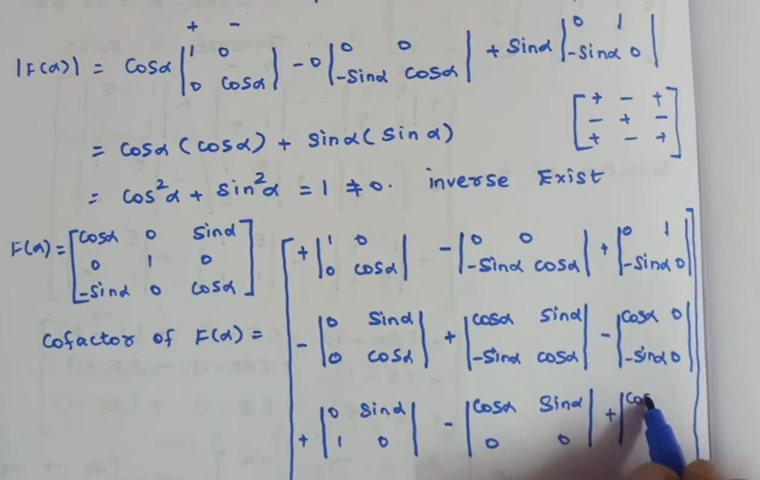 + -
|F(α)| = cosα |1 0; 0 cosα| - 0 |0 0; -sinα cosα| + sinα |0 1; -sinα 0|
= cosα (cosα) + sinα (sinα)
[+ - +; - + -; + - +]
= cos²α + sin²α = 1 ≠ 0. inverse Exist
F(α) = [cosα 0 sinα; 0 1 0; -sinα 0 cosα]
cofactor of F(α) =
+ |1 0; 0 cosα| - |0 0; -sinα cosα| + |0 1; -sinα 0|
- |0 sinα; 0 cosα| + |cosα sinα; -sinα cosα| - |cosα 0; -sinα 0|
+ |0 sinα; 1 0| - |cosα sinα; 0 0| + |cos